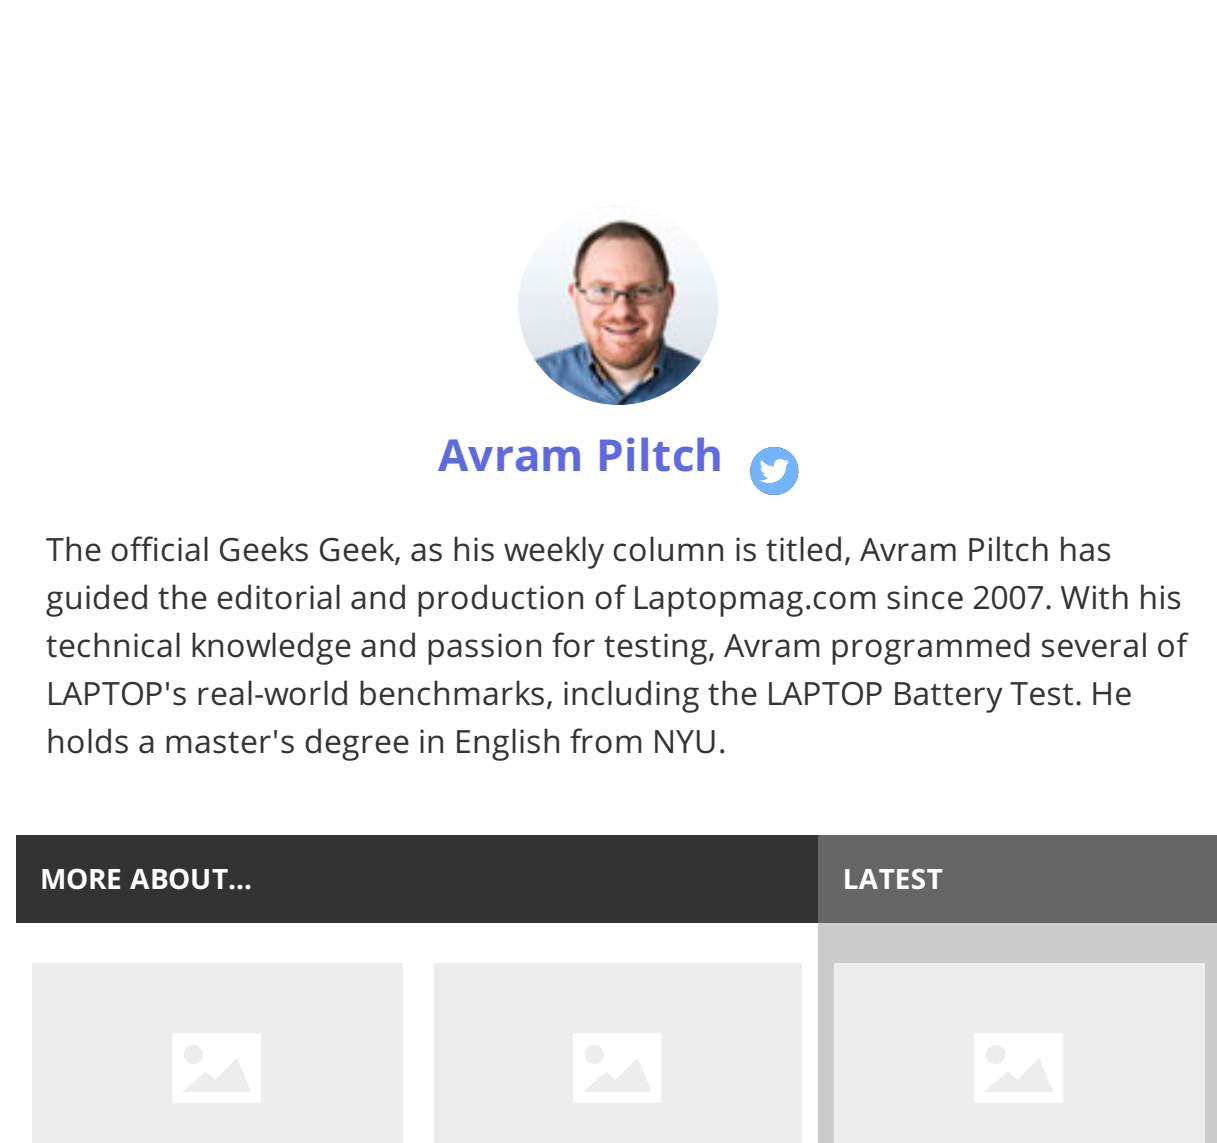 Avram Piltch
The official Geeks Geek, as his weekly column is titled, Avram Piltch has
guided the editorial and production of Laptopmag.com since 2007. With his
technical knowledge and passion for testing, Avram programmed several of
LAPTOP's real-world benchmarks, including the LAPTOP Battery Test. He
holds a master's degree in English from NYU.
MORE ABOUT...
LATEST